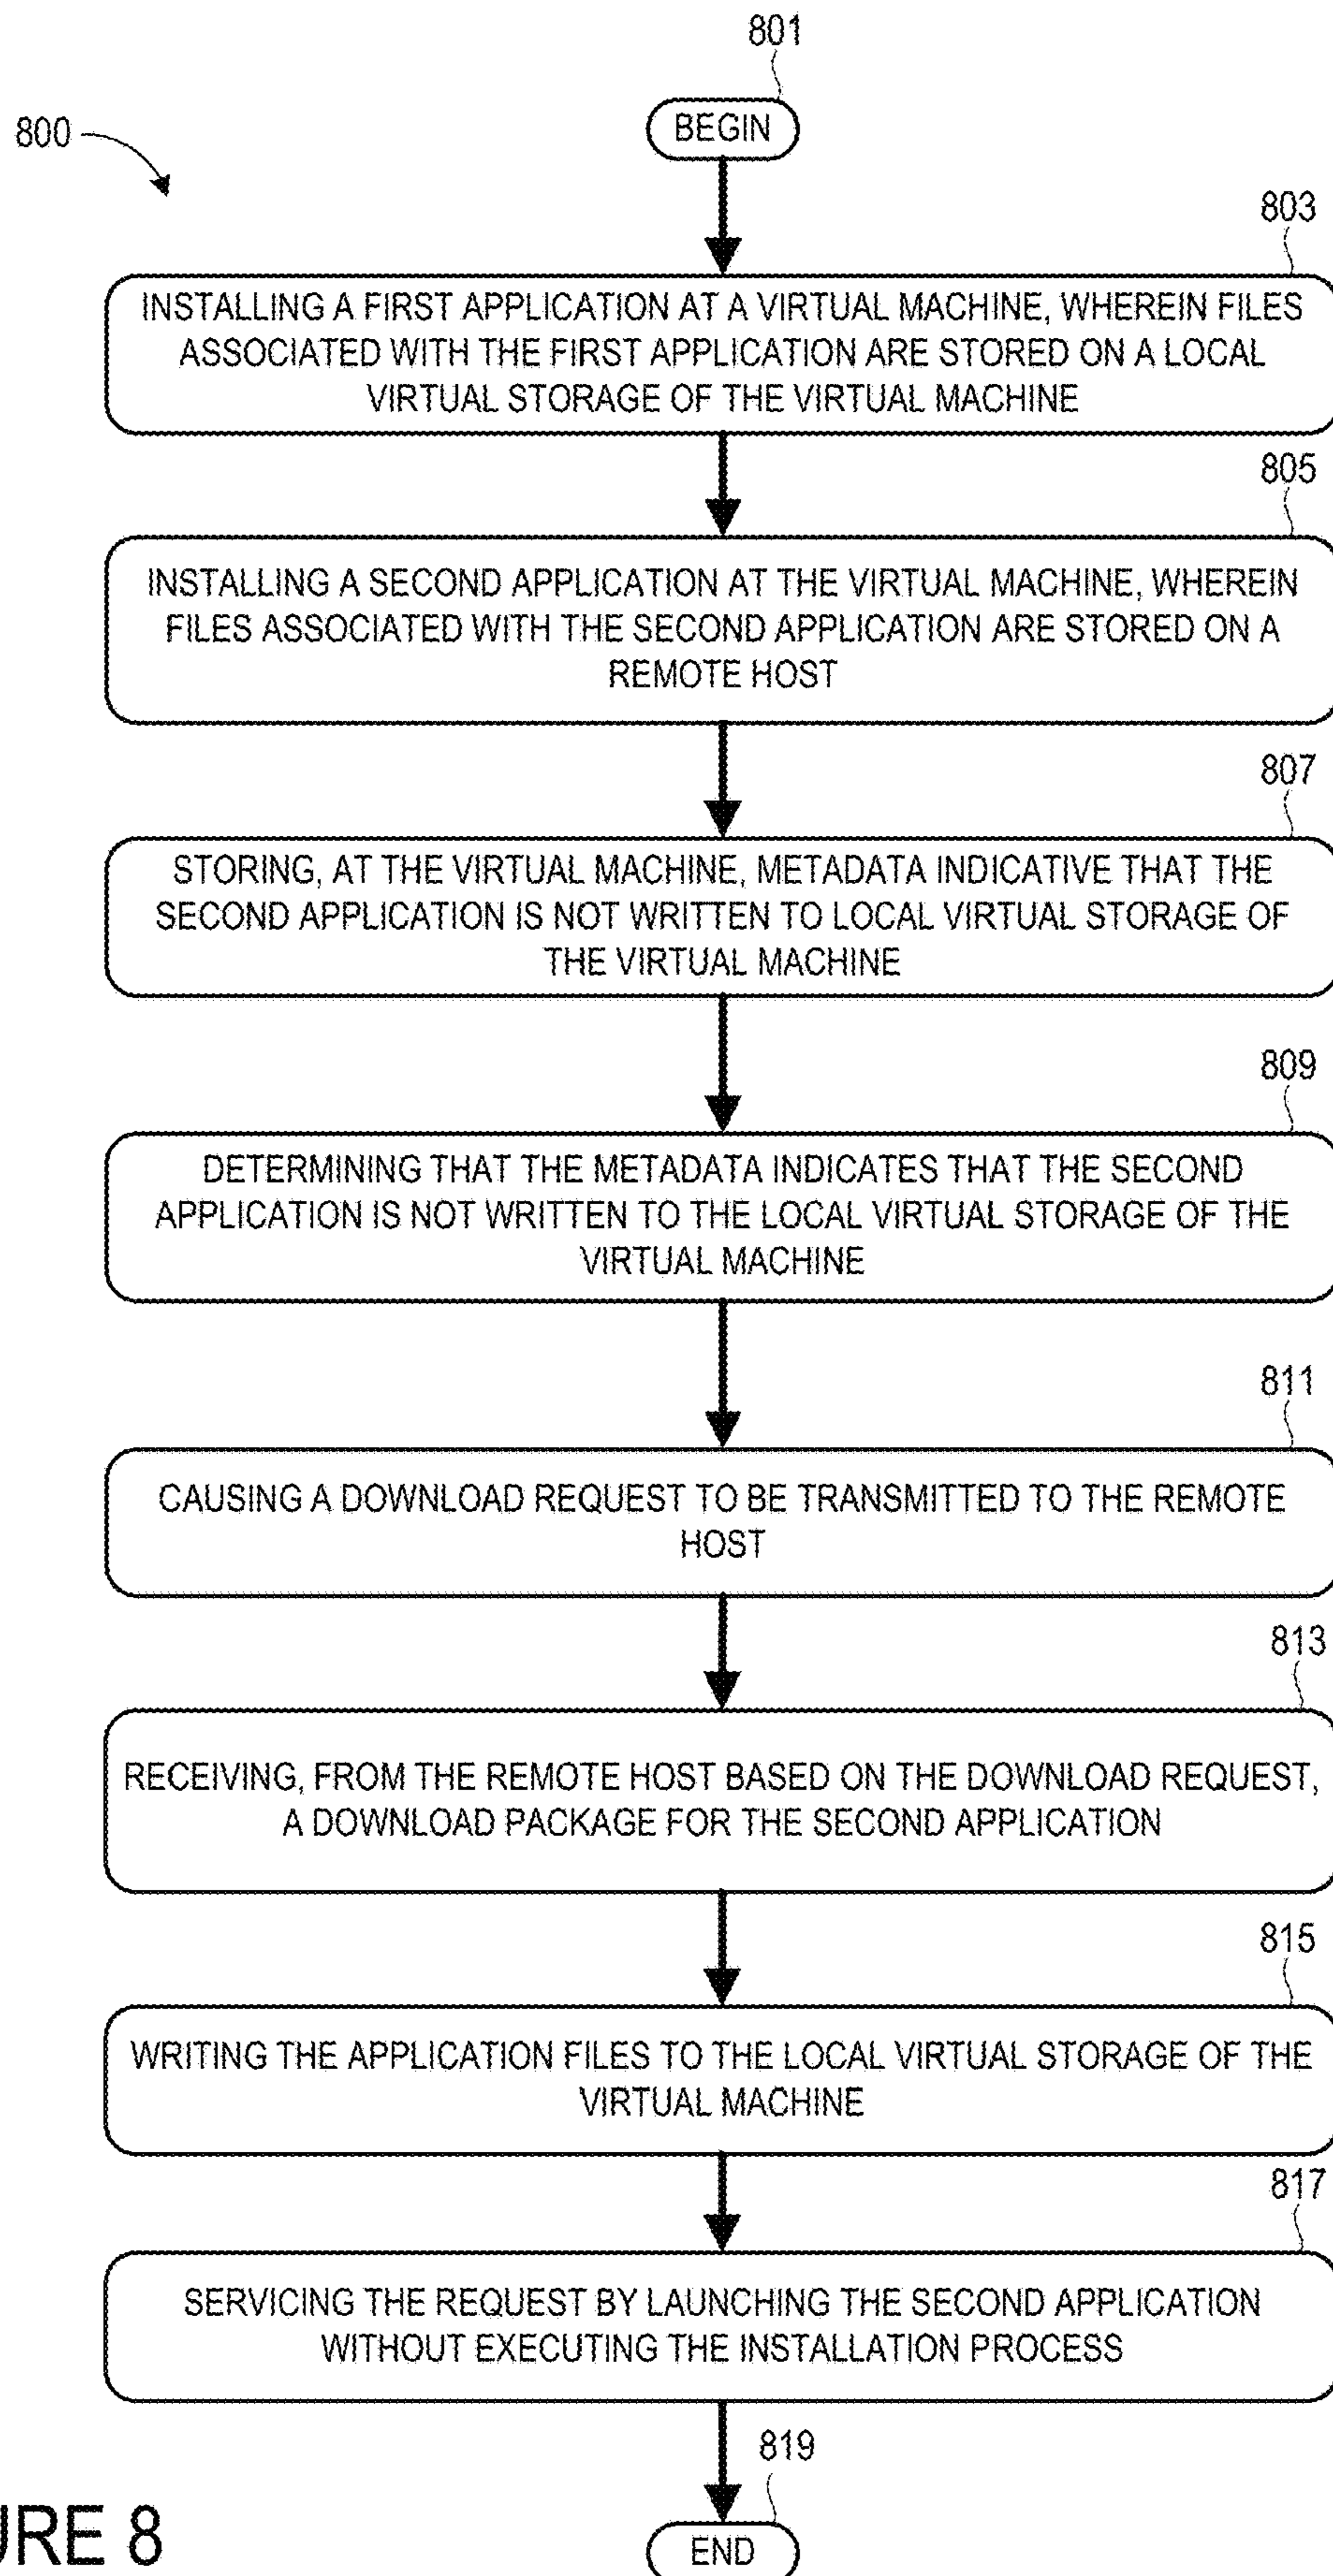 801
BEGIN
800
803
INSTALLING A FIRST APPLICATION AT A VIRTUAL MACHINE, WHEREIN FILES
ASSOCIATED WITH THE FIRST APPLICATION ARE STORED ON A LOCAL
VIRTUAL STORAGE OF THE VIRTUAL MACHINE
805
INSTALLING A SECOND APPLICATION AT THE VIRTUAL MACHINE, WHEREIN
FILES ASSOCIATED WITH THE SECOND APPLICATION ARE STORED ON A
REMOTE HOST
807
STORING, AT THE VIRTUAL MACHINE, METADATA INDICATIVE THAT THE
SECOND APPLICATION IS NOT WRITTEN TO LOCAL VIRTUAL STORAGE OF
THE VIRTUAL MACHINE
809
DETERMINING THAT THE METADATA INDICATES THAT THE SECOND
APPLICATION IS NOT WRITTEN TO THE LOCAL VIRTUAL STORAGE OF THE
VIRTUAL MACHINE
811
CAUSING A DOWNLOAD REQUEST TO BE TRANSMITTED TO THE REMOTE
HOST
813
RECEIVING, FROM THE REMOTE HOST BASED ON THE DOWNLOAD REQUEST,
A DOWNLOAD PACKAGE FOR THE SECOND APPLICATION
815
WRITING THE APPLICATION FILES TO THE LOCAL VIRTUAL STORAGE OF THE
VIRTUAL MACHINE
817
SERVICING THE REQUEST BY LAUNCHING THE SECOND APPLICATION
WITHOUT EXECUTING THE INSTALLATION PROCESS
819
END
URE 8